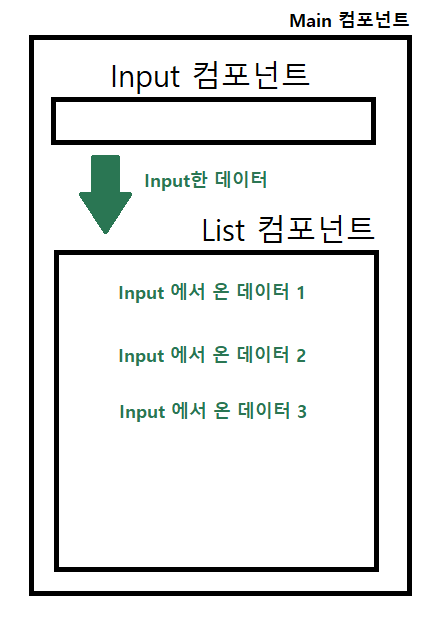 Main 컴포넌트
Input 컴포넌트
Input한 데이터
List 컴포넌트
Input 에서 온 데이터 1
Input 에서 온 데이터 2
Input 에서 온 데이터 3